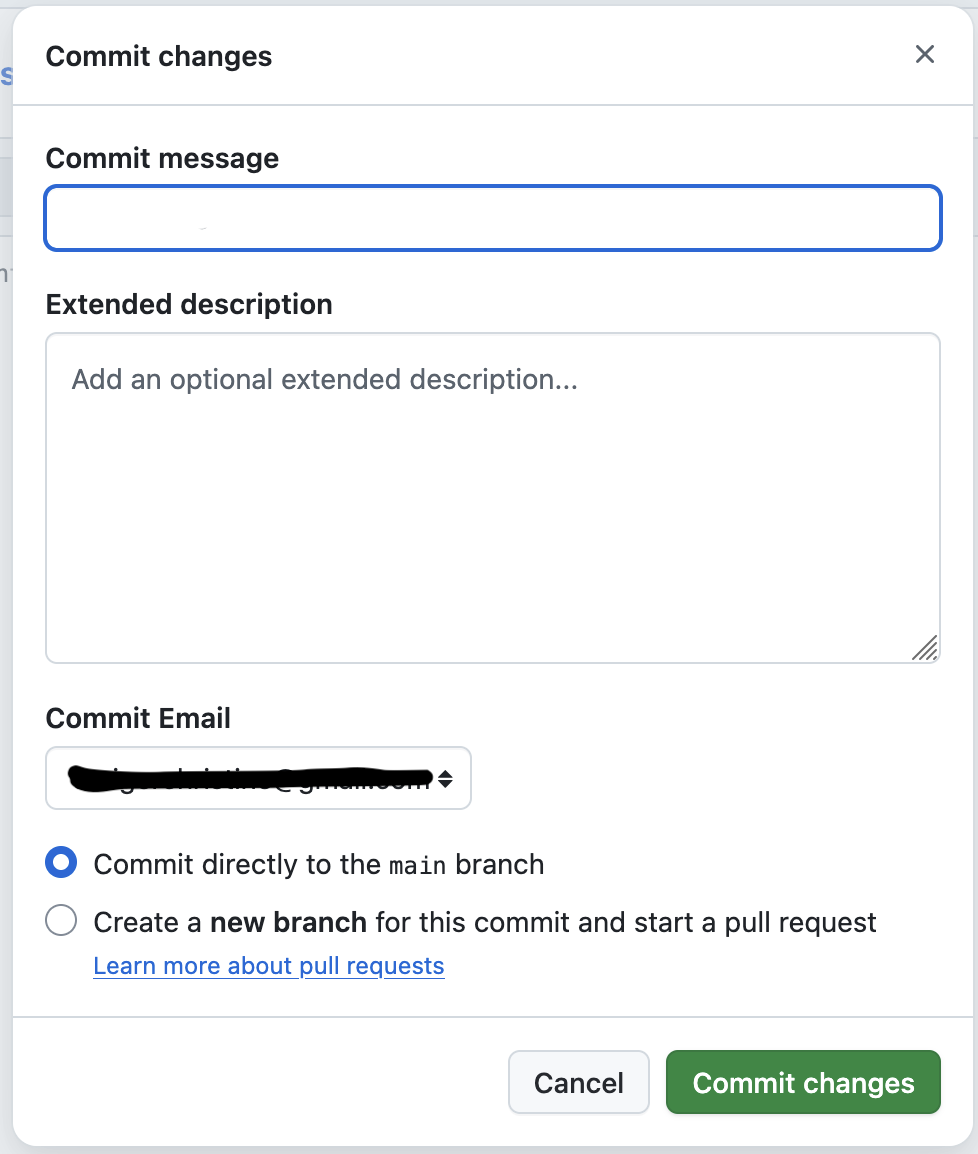 Commit changes
Commit message
Extended description
Add an optional extended description...
Commit Email
Commit directly to the main branch
Create a new branch for this commit and start a pull request
Learn more about pull requests
Cancel
Commit changes